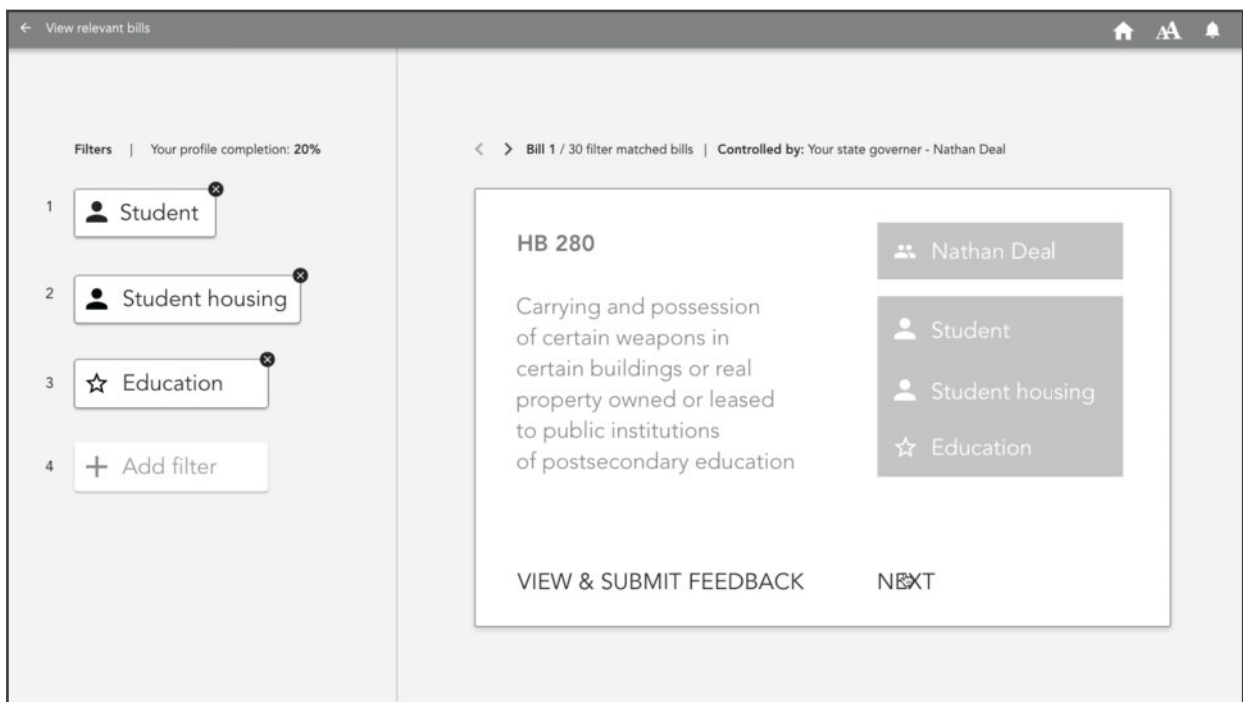 View relevant bills
AA
Filters | Your profile completion: 20%
1 Student
2 Student housing
3 Education
4 + Add filter
< > Bill 1 / 30 filter matched bills | Controlled by: Your state governer - Nathan Deal
HB 280
Carrying and possession
of certain weapons in
certain buildings or real
property owned or leased
to public institutions
of postsecondary education
Nathan Deal
Student
Student housing
Education
VIEW & SUBMIT FEEDBACK
NEXT